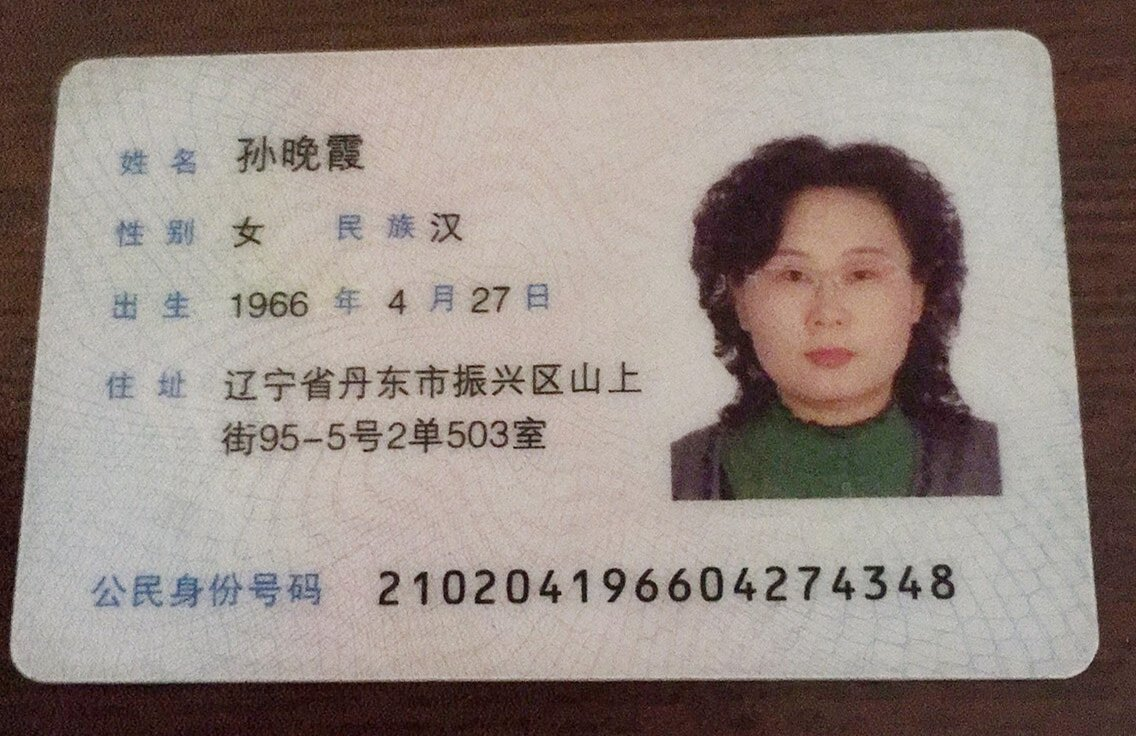 姓名 孙晚霞
性别 女 民族 汉
出生 1966 年 4 月 27 日
住址 辽宁省丹东市振兴区山上
街95-5号2单503室
公民身份号码 210204196604274348